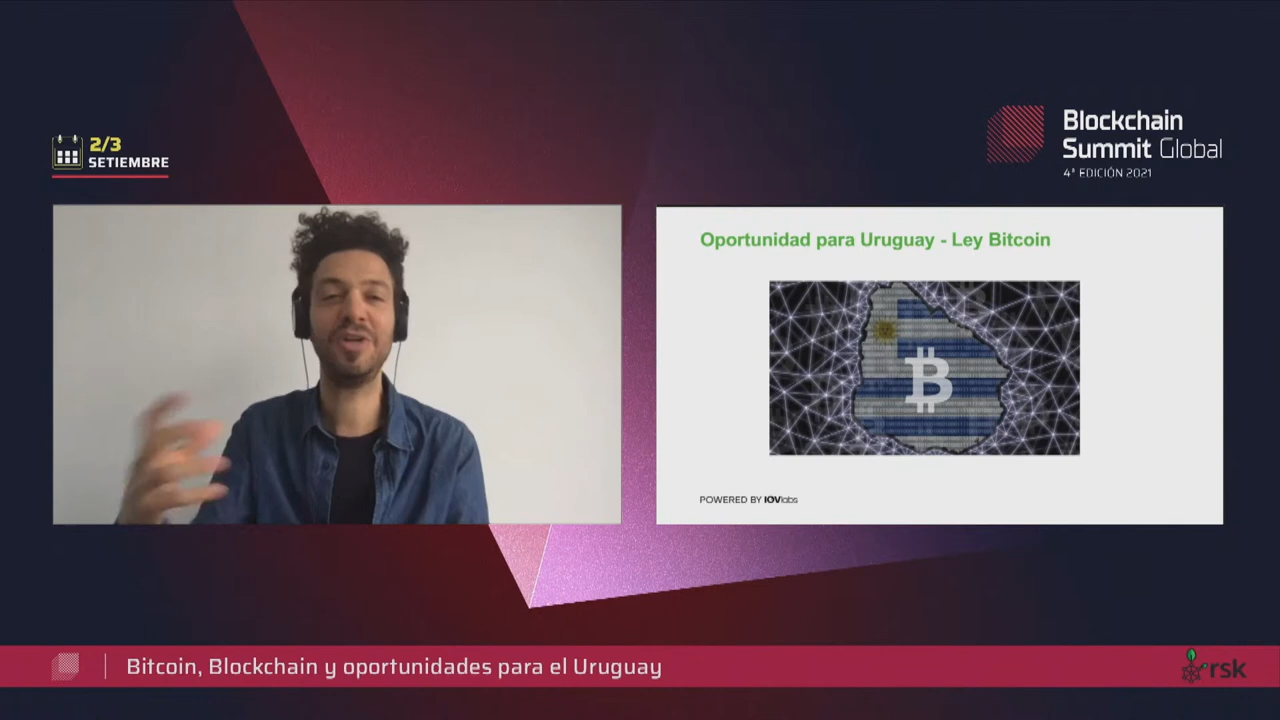 2/3
SETIEMBRE
Blockchain
Summit Global
4ª EDICIÓN 2021
Oportunidad para Uruguay - Ley Bitcoin
POWERED BY IOVlabs
Bitcoin, Blockchain y oportunidades para el Uruguay
rsk